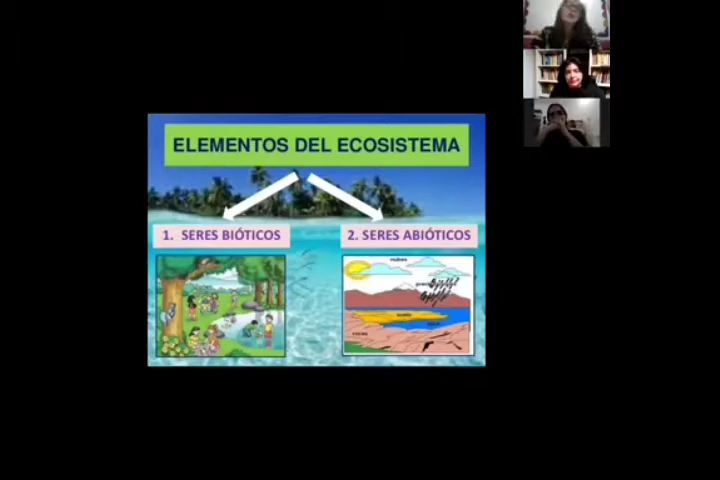 ELEMENTOS DEL ECOSISTEMA
1. SERES BIÓTICOS
2. SERES ABIÓTICOS